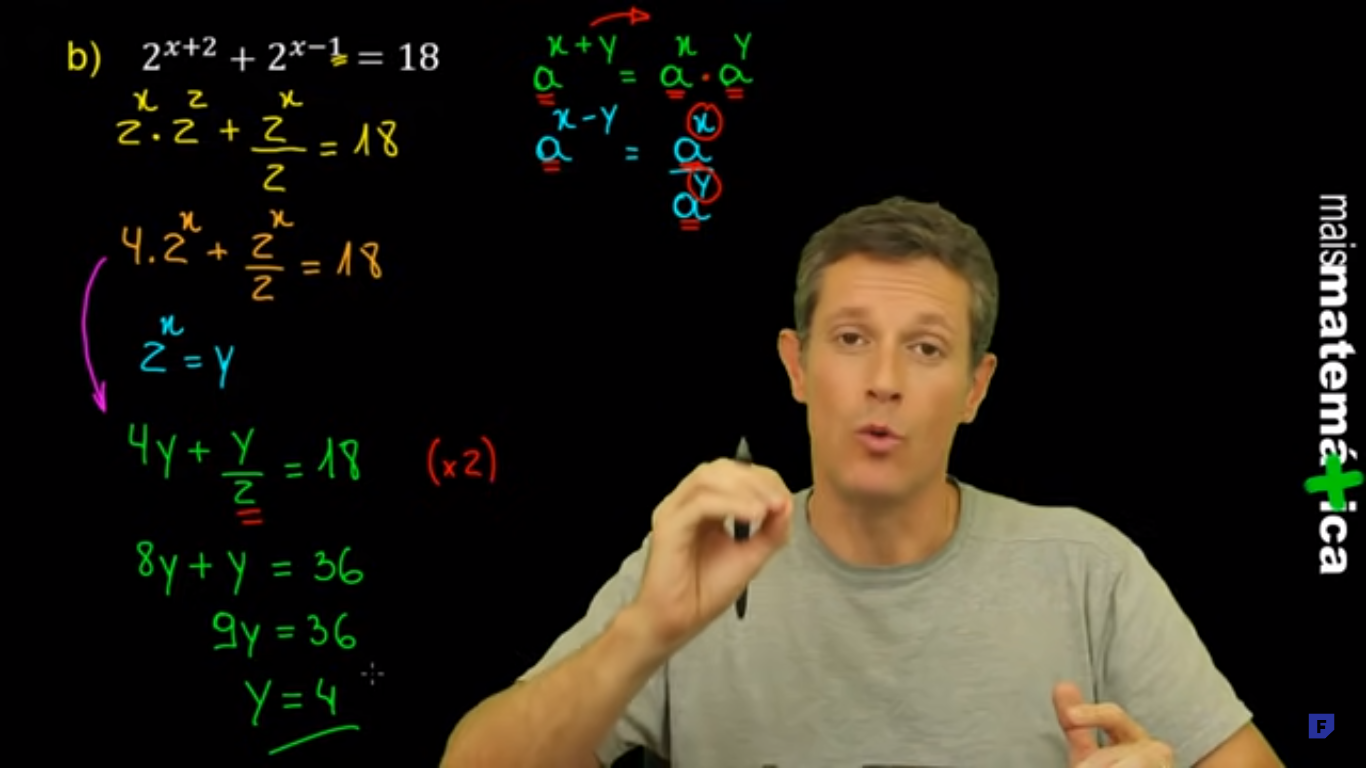 b) 2^{x+2} + 2^{x-1} = 18
2^x · 2^2 + 2^x/2 = 18
4.2^x + 2^x/2 = 18
2^x = y
4y + y/2 = 18 (x2)
8y + y = 36
9y = 36
y = 4
a^{x+y} = a^x · a^y
a^{x-y} = a^x/a^y
maismatemática
F